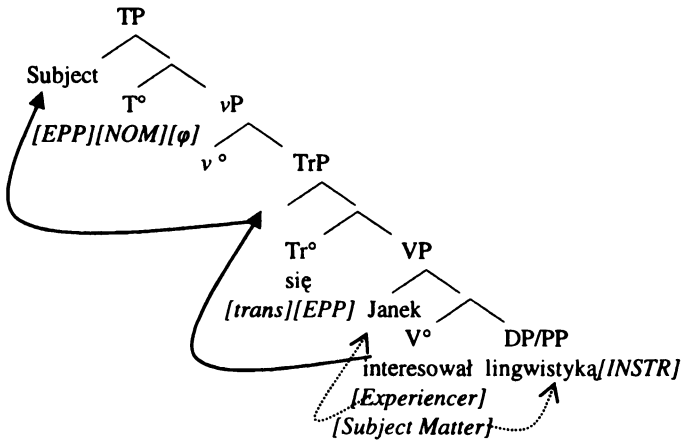 TP
Subject
T° vP
[EPP][NOM][φ]
v° TrP
Tr° VP
się
[trans][EPP] Janek
V° DP/PP
interesował lingwistyką[INSTR]
[Experiencer]
[Subject Matter]